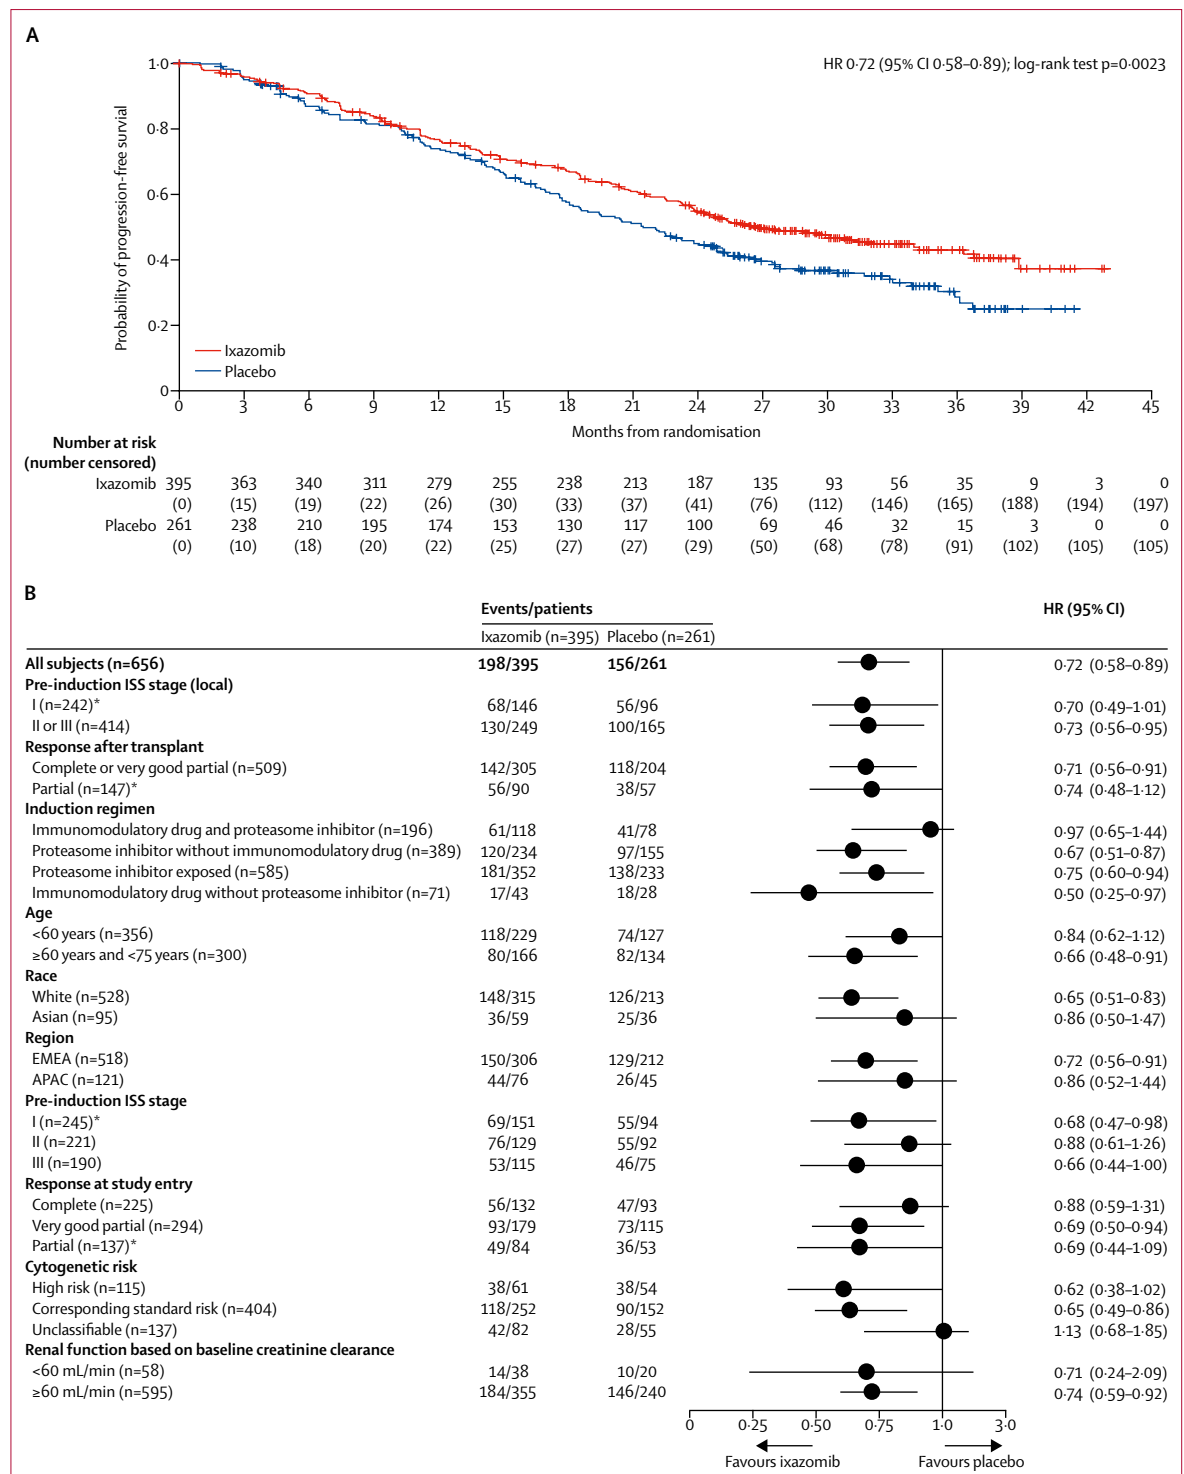 A
HR 0·72 (95% CI 0·58–0·89); log-rank test p=0·0023
Probability of progression-free survial
1·0
0·8
0·6
0·4
0·2
0
Ixazomib
Placebo
0 3 6 9 12 15 18 21 24 27 30 33 36 39 42 45
Months from randomisation
Number at risk
(number censored)
Ixazomib 395 363 340 311 279 255 238 213 187 135 93 56 35 9 3 0
(0) (15) (19) (22) (26) (30) (33) (37) (41) (76) (112) (146) (165) (188) (194) (197)
Placebo 261 238 210 195 174 153 130 117 100 69 46 32 15 3 0 0
(0) (10) (18) (20) (22) (25) (27) (27) (29) (50) (68) (78) (91) (102) (105) (105)
B
Events/patients HR (95% CI)
Ixazomib (n=395) Placebo (n=261)
All subjects (n=656) 198/395 156/261 0·72 (0·58–0·89)
Pre-induction ISS stage (local)
I (n=242)* 68/146 56/96 0·70 (0·49–1·01)
II or III (n=414) 130/249 100/165 0·73 (0·56–0·95)
Response after transplant
Complete or very good partial (n=509) 142/305 118/204 0·71 (0·56–0·91)
Partial (n=147)* 56/90 38/57 0·74 (0·48–1·12)
Induction regimen
Immunomodulatory drug and proteasome inhibitor (n=196) 61/118 41/78 0·97 (0·65–1·44)
Proteasome inhibitor without immunomodulatory drug (n=389) 120/234 97/155 0·67 (0·51–0·87)
Proteasome inhibitor exposed (n=585) 181/352 138/233 0·75 (0·60–0·94)
Immunomodulatory drug without proteasome inhibitor (n=71) 17/43 18/28 0·50 (0·25–0·97)
Age
<60 years (n=356) 118/229 74/127 0·84 (0·62–1·12)
≥60 years and <75 years (n=300) 80/166 82/134 0·66 (0·48–0·91)
Race
White (n=528) 148/315 126/213 0·65 (0·51–0·83)
Asian (n=95) 36/59 25/36 0·86 (0·50–1·47)
Region
EMEA (n=518) 150/306 129/212 0·72 (0·56–0·91)
APAC (n=121) 44/76 26/45 0·86 (0·52–1·44)
Pre-induction ISS stage
I (n=245)* 69/151 55/94 0·68 (0·47–0·98)
II (n=221) 76/129 55/92 0·88 (0·61–1·26)
III (n=190) 53/115 46/75 0·66 (0·44–1·00)
Response at study entry
Complete (n=225) 56/132 47/93 0·88 (0·59–1·31)
Very good partial (n=294) 93/179 73/115 0·69 (0·50–0·94)
Partial (n=137)* 49/84 36/53 0·69 (0·44–1·09)
Cytogenetic risk
High risk (n=115) 38/61 38/54 0·62 (0·38–1·02)
Corresponding standard risk (n=404) 118/252 90/152 0·65 (0·49–0·86)
Unclassifiable (n=137) 42/82 28/55 1·13 (0·68–1·85)
Renal function based on baseline creatinine clearance
<60 mL/min (n=58) 14/38 10/20 0·71 (0·24–2·09)
≥60 mL/min (n=595) 184/355 146/240 0·74 (0·59–0·92)
0 0·25 0·50 0·75 1·0 3·0
Favours ixazomib Favours placebo